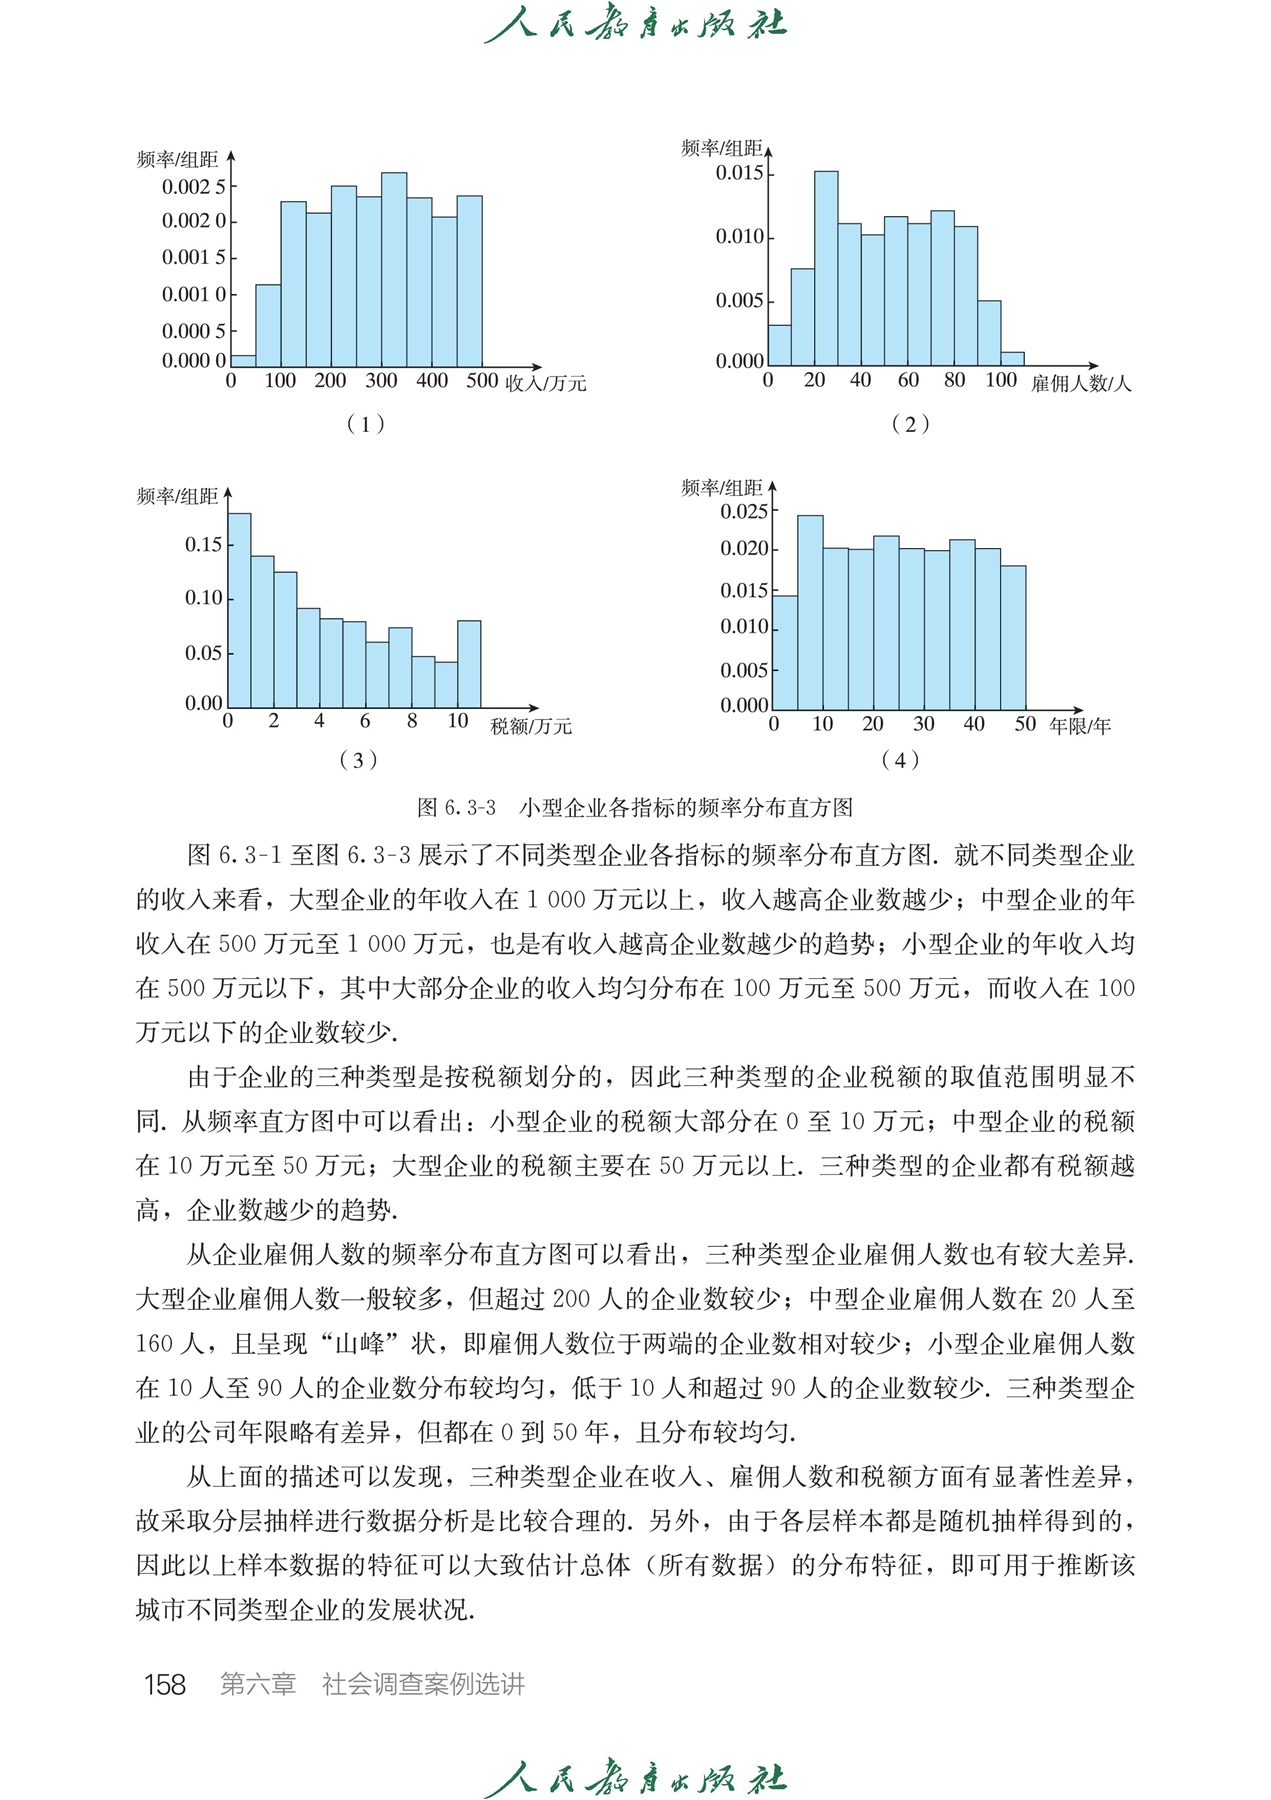 人民教育出版社
频率/组距
0.002 5
0.002 0
0.001 5
0.001 0
0.000 5
0.000 0
0 100 200 300 400 500 收入/万元
(1)
频率/组距
0.015
0.010
0.005
0.000
0 20 40 60 80 100 雇佣人数/人
(2)
频率/组距
0.15
0.10
0.05
0.00
0 2 4 6 8 10 税额/万元
(3)
频率/组距
0.025
0.020
0.015
0.010
0.005
0.000
0 10 20 30 40 50 年限/年
(4)
图 6.3-3 小型企业各指标的频率分布直方图
图 6.3-1 至图 6.3-3 展示了不同类型企业各指标的频率分布直方图. 就不同类型企业
的收入来看，大型企业的年收入在 1 000 万元以上，收入越高企业数越少；中型企业的年
收入在 500 万元至 1 000 万元，也是有收入越高企业数越少的趋势；小型企业的年收入均
在 500 万元以下，其中大部分企业的收入均匀分布在 100 万元至 500 万元，而收入在 100
万元以下的企业数较少.
由于企业的三种类型是按税额划分的，因此三种类型的企业税额的取值范围明显不
同. 从频率直方图中可以看出：小型企业的税额大部分在 0 至 10 万元；中型企业的税额
在 10 万元至 50 万元；大型企业的税额主要在 50 万元以上. 三种类型的企业都有税额越
高，企业数越少的趋势.
从企业雇佣人数的频率分布直方图可以看出，三种类型企业雇佣人数也有较大差异.
大型企业雇佣人数一般较多，但超过 200 人的企业数较少；中型企业雇佣人数在 20 人至
160 人，且呈现“山峰”状，即雇佣人数位于两端的企业数相对较少；小型企业雇佣人数
在 10 人至 90 人的企业数分布较均匀，低于 10 人和超过 90 人的企业数较少. 三种类型企
业的公司年限略有差异，但都在 0 到 50 年，且分布较均匀.
从上面的描述可以发现，三种类型企业在收入、雇佣人数和税额方面有显著性差异，
故采取分层抽样进行数据分析是比较合理的. 另外，由于各层样本都是随机抽样得到的，
因此以上样本数据的特征可以大致估计总体（所有数据）的分布特征，即可用于推断该
城市不同类型企业的发展状况.
158 第六章 社会调查案例选讲
人民教育出版社